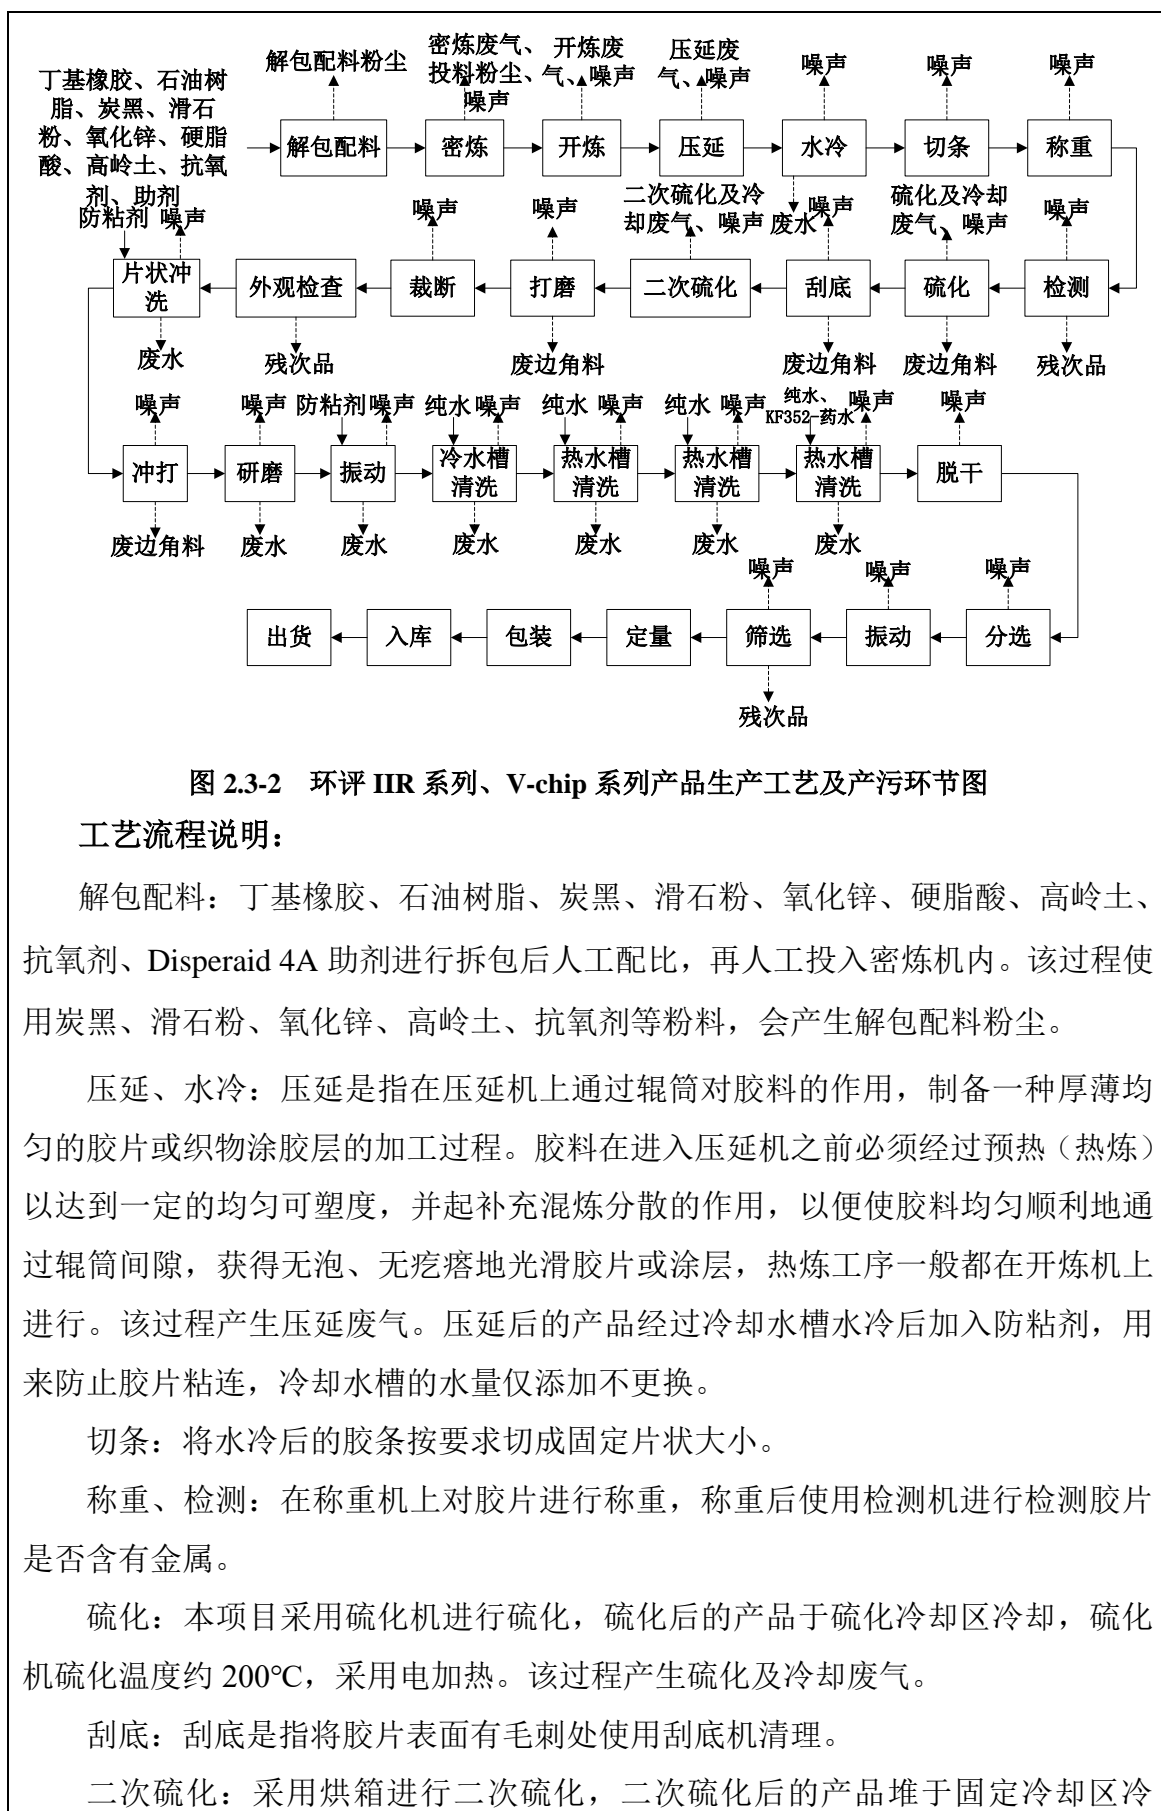 解包配料粉尘
密炼废气、
投料粉尘、
噪声
开炼废
气、噪声
压延废
气、噪声
噪声
噪声
噪声
丁基橡胶、石油树
脂、炭黑、滑石
粉、氧化锌、硬脂
酸、高岭土、抗氧
剂、助剂
解包配料
密炼
开炼
压延
水冷
切条
称重
废水
防粘剂
噪声
噪声
噪声
二次硫化及冷
却废气、噪声
噪声
硫化及冷却
废气、噪声
噪声
片状冲
洗
外观检查
裁断
打磨
二次硫化
刮底
硫化
检测
废水
残次品
废边角料
废边角料
废边角料
残次品
噪声
噪声
防粘剂
噪声
纯水
噪声
纯水
噪声
纯水
噪声
纯水、
KF352-药水
噪声
噪声
冲打
研磨
振动
冷水槽
清洗
热水槽
清洗
热水槽
清洗
热水槽
清洗
脱干
废边角料
废水
废水
废水
废水
废水
废水
噪声
噪声
噪声
出货
入库
包装
定量
筛选
振动
分选
残次品
图 2.3-2 环评 IIR 系列、V-chip 系列产品生产工艺及产污环节图
工艺流程说明：
解包配料：丁基橡胶、石油树脂、炭黑、滑石粉、氧化锌、硬脂酸、高岭土、
抗氧剂、Disperaid 4A 助剂进行拆包后人工配比，再人工投入密炼机内。该过程使
用炭黑、滑石粉、氧化锌、高岭土、抗氧剂等粉料，会产生解包配料粉尘。
压延、水冷：压延是指在压延机上通过辊筒对胶料的作用，制备一种厚薄均
匀的胶片或织物涂胶层的加工过程。胶料在进入压延机之前必须经过预热（热炼）
以达到一定的均匀可塑度，并起补充混炼分散的作用，以便使胶料均匀顺利地通
过辊筒间隙，获得无泡、无疙瘩地光滑胶片或涂层，热炼工序一般都在开炼机上
进行。该过程产生压延废气。压延后的产品经过冷却水槽水冷后加入防粘剂，用
来防止胶片粘连，冷却水槽的水量仅添加不更换。
切条：将水冷后的胶条按要求切成固定片状大小。
称重、检测：在称重机上对胶片进行称重，称重后使用检测机进行检测胶片
是否含有金属。
硫化：本项目采用硫化机进行硫化，硫化后的产品于硫化冷却区冷却，硫化
机硫化温度约 200℃，采用电加热。该过程产生硫化及冷却废气。
刮底：刮底是指将胶片表面有毛刺处使用刮底机清理。
二次硫化：采用烘箱进行二次硫化，二次硫化后的产品堆于固定冷却区冷